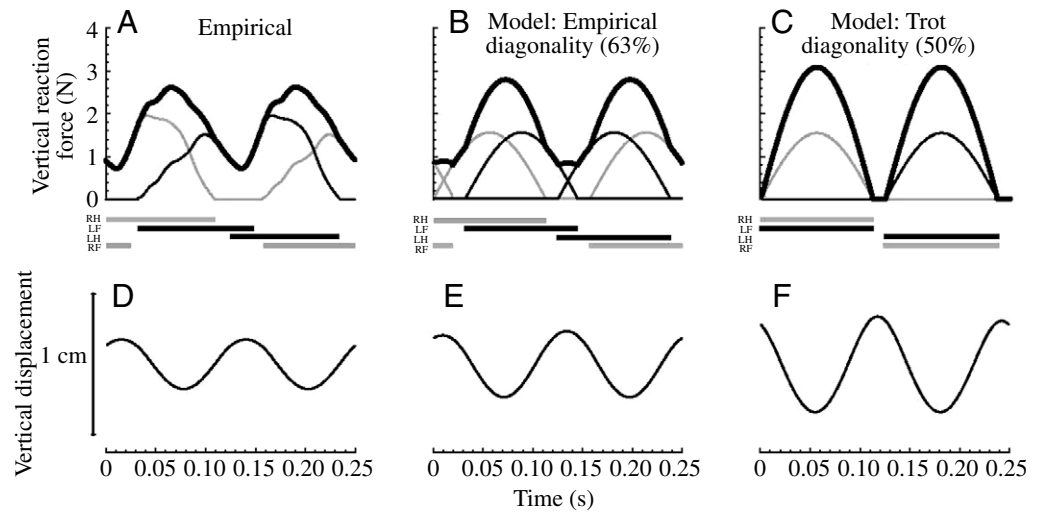 A
Empirical
B
Model: Empirical
diagonality (63%)
C
Model: Trot
diagonality (50%)
Vertical reaction
force (N)
4
3
2
1
0
RH
LF
LH
RF
RH
LF
LH
RF
RH
LF
LH
RF
D
E
F
Vertical displacement
1 cm
0 0.05 0.10 0.15 0.20 0.25
0 0.05 0.10 0.15 0.20 0.25
0 0.05 0.10 0.15 0.20 0.25
Time (s)